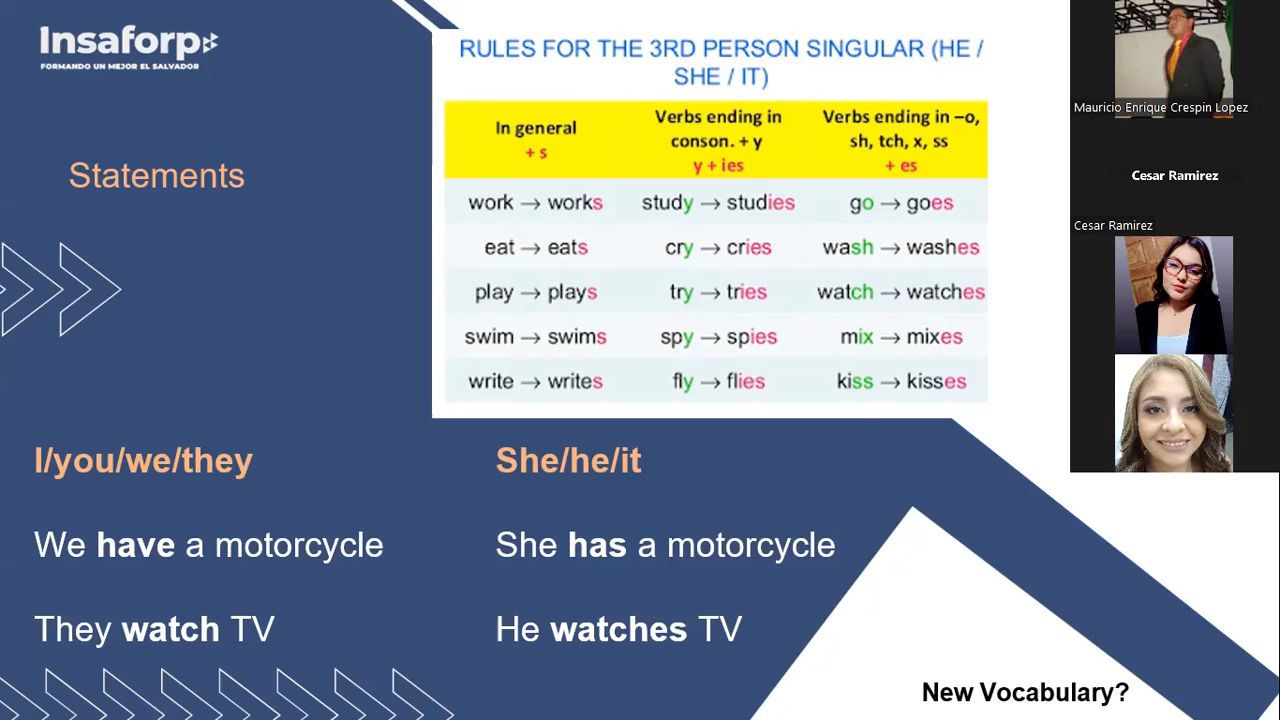 Insaforp
FORMANDO UN MEJOR EL SALVADOR
Statements
RULES FOR THE 3RD PERSON SINGULAR (HE /
SHE / IT)
In general
+ s
Verbs ending in
conson. + y
y + ies
Verbs ending in –o,
sh, tch, x, ss
+ es
work → works study → studies go → goes
eat → eats cry → cries wash → washes
play → plays try → tries watch → watches
swim → swims spy → spies mix → mixes
write → writes fly → flies kiss → kisses
I/you/we/they
We have a motorcycle
They watch TV
She/he/it
She has a motorcycle
He watches TV
New Vocabulary?
Mauricio Enrique Crespin Lopez
Cesar Ramirez
Cesar Ramirez